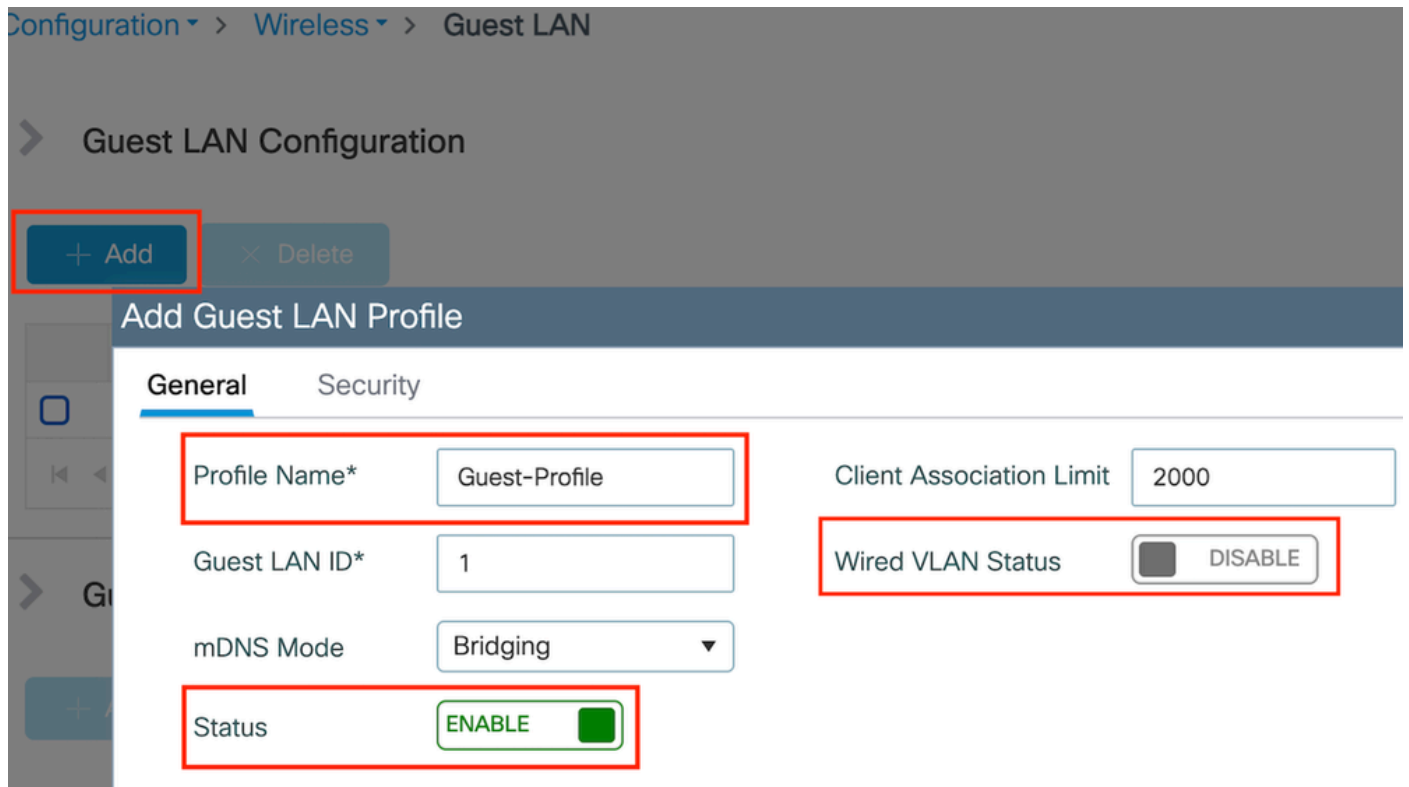 Configuration > Wireless > Guest LAN
Guest LAN Configuration
+ Add
× Delete
Add Guest LAN Profile
General Security
Profile Name* Guest-Profile Client Association Limit 2000
Guest LAN ID* 1 Wired VLAN Status DISABLE
mDNS Mode Bridging
Status ENABLE